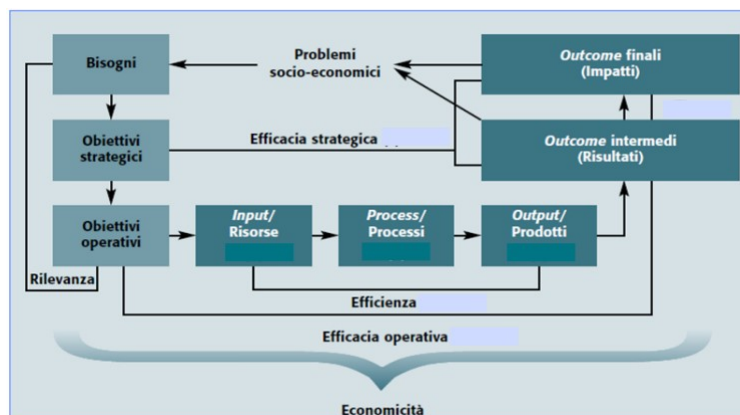 Bisogni
Problemi
socio-economici
Outcome finali
(Impatti)
Obiettivi
strategici
Efficacia strategica
Outcome intermedi
(Risultati)
Obiettivi
operativi
Input/
Risorse
Process/
Processi
Output/
Prodotti
Rilevanza
Efficienza
Efficacia operativa
Economicità